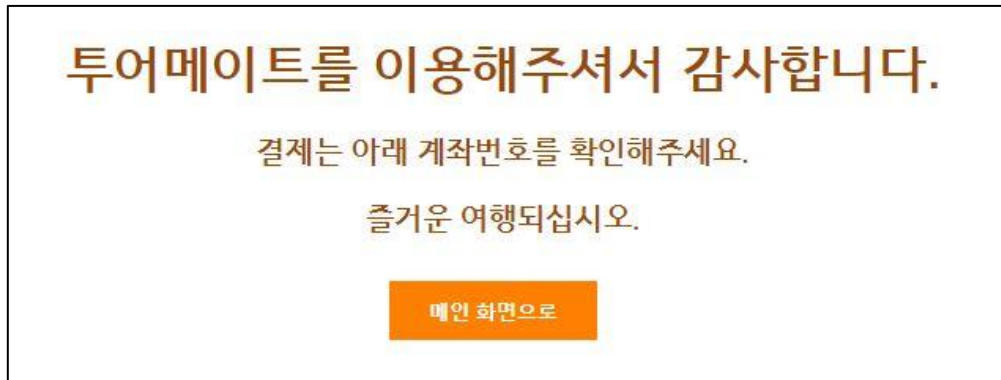 투어메이트를 이용해주셔서 감사합니다.
결제는 아래 계좌번호를 확인해주세요.
즐거운 여행되십시오.
메인 화면으로